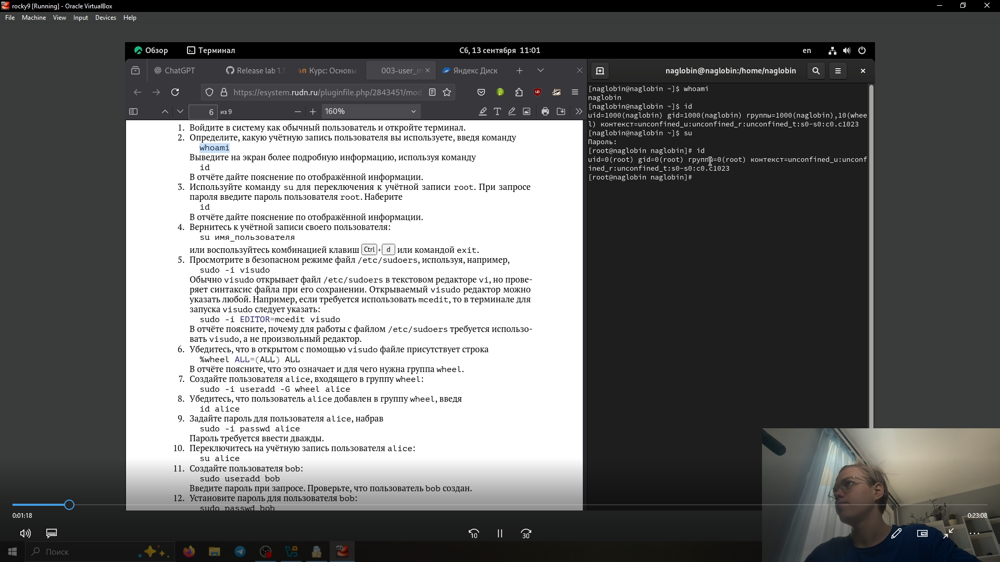 rocky9 [Running] - Oracle VirtualBox
File Machine View Input Devices Help
Обзор Терминал Сб, 13 сентября 11:01 en
ChatGPT Release lab 1.1 Курс: Основы 003-user_m Яндекс Диск
https://esystem.rudn.ru/pluginfile.php/2843451/mod_
6 из 9 160%
1. Войдите в систему как обычный пользователь и откройте терминал.
2. Определите, какую учётную запись пользователя вы используете, введя команду
whoami
Выведите на экран более подробную информацию, используя команду
id
В отчёте дайте пояснение по отображённой информации.
3. Используйте команду su для переключения к учётной записи root. При запросе
пароля введите пароль пользователя root. Наберите
id
В отчёте дайте пояснение по отображённой информации.
4. Вернитесь к учётной записи своего пользователя:
su имя_пользователя
или воспользуйтесь комбинацией клавиш Ctrl + d или командой exit.
5. Просмотрите в безопасном режиме файл /etc/sudoers, используя, например,
sudo -i visudo
Обычно visudo открывает файл /etc/sudoers в текстовом редакторе vi, но прове-
ряет синтаксис файла при его сохранении. Открываемый visudo редактор можно
указать любой. Например, если требуется использовать mcedit, то в терминале для
запуска visudo следует указать:
sudo -i EDITOR=mcedit visudo
В отчёте поясните, почему для работы с файлом /etc/sudoers требуется использо-
вать visudo, а не произвольный редактор.
6. Убедитесь, что в открытом с помощью visudo файле присутствует строка
%wheel ALL=(ALL) ALL
В отчёте поясните, что это означает и для чего нужна группа wheel.
7. Создайте пользователя alice, входящего в группу wheel:
sudo -i useradd -G wheel alice
8. Убедитесь, что пользователь alice добавлен в группу wheel, введя
id alice
9. Задайте пароль для пользователя alice, набрав
sudo -i passwd alice
Пароль требуется ввести дважды.
10. Переключитесь на учётную запись пользователя alice:
su alice
11. Создайте пользователя bob:
sudo useradd bob
Введите пароль при запросе. Проверьте, что пользователь bob создан.
12. Установите пароль для пользователя bob:
sudo passwd bob
naglobin@naglobin:/home/naglobin
[naglobin@naglobin ~]$ whoami
naglobin
[naglobin@naglobin ~]$ id
uid=1000(naglobin) gid=1000(naglobin) группы=1000(naglobin),10(whee
l) контекст=unconfined_u:unconfined_r:unconfined_t:s0-s0:c0.c1023
[naglobin@naglobin ~]$ su
Пароль:
[root@naglobin naglobin]# id
uid=0(root) gid=0(root) группы=0(root) контекст=unconfined_u:unconf
ined_r:unconfined_t:s0-s0:c0.c1023
[root@naglobin naglobin]#
0:01:18 0:23:08
10 30
Поиск